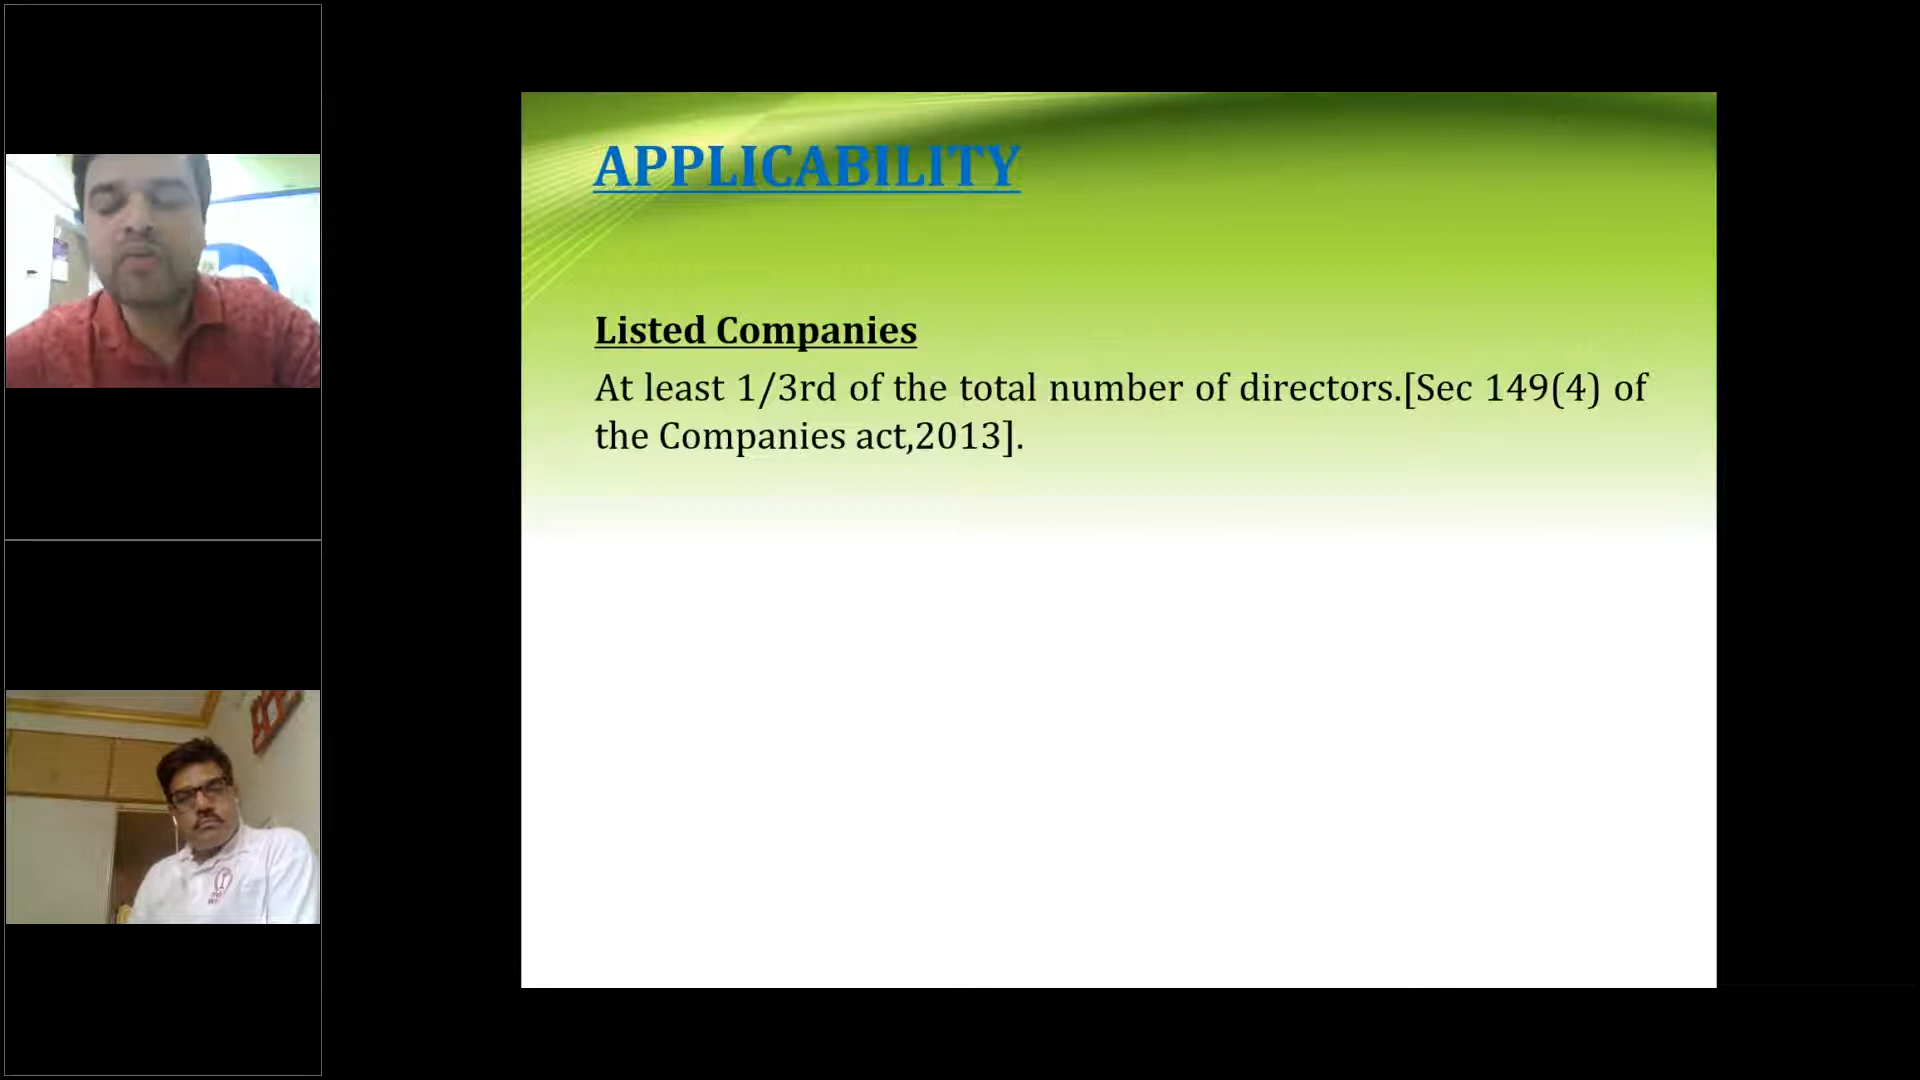 APPLICABILITY
Listed Companies
At least 1/3rd of the total number of directors.[Sec 149(4) of
the Companies act,2013].